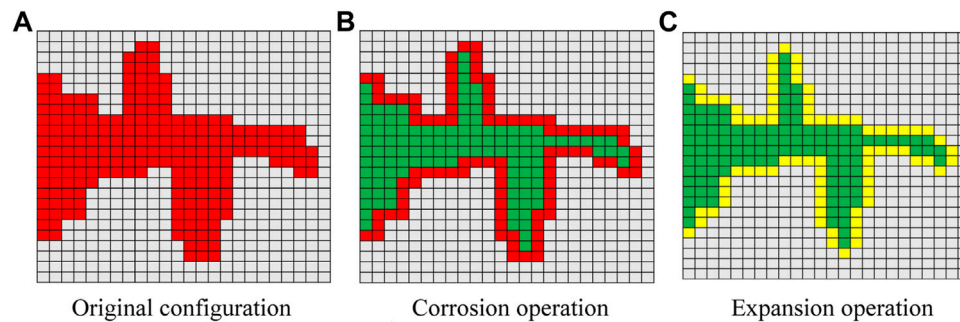 A
B
C
Original configuration
Corrosion operation
Expansion operation